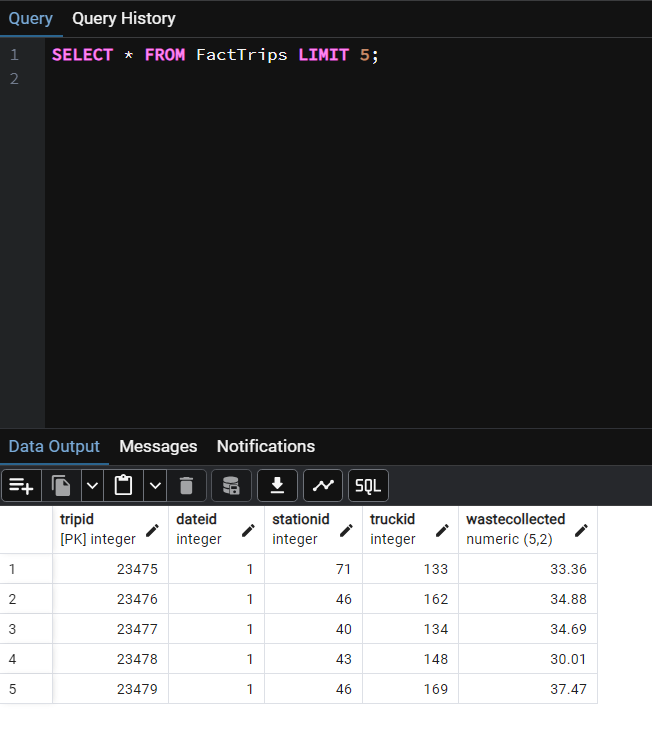 Query Query History
1 SELECT * FROM FactTrips LIMIT 5;
2
Data Output Messages Notifications
SQL
tripid dateid stationid truckid wastecollected
[PK] integer integer integer integer numeric (5,2)
1 23475 1 71 133 33.36
2 23476 1 46 162 34.88
3 23477 1 40 134 34.69
4 23478 1 43 148 30.01
5 23479 1 46 169 37.47